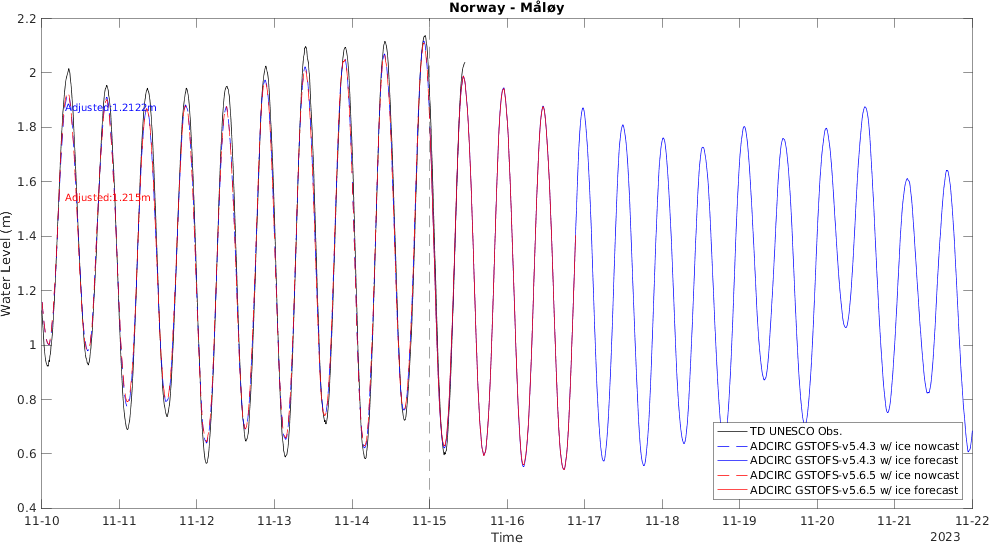 Norway - Måløy
2.2
2
1.8
1.6
1.4
1.2
1
0.8
0.6
0.4
Water Level (m)
Adjusted:1.2122m
Adjusted:1.215m
TD UNESCO Obs.
ADCIRC GSTOFS-v5.4.3 w/ ice nowcast
ADCIRC GSTOFS-v5.4.3 w/ ice forecast
ADCIRC GSTOFS-v5.6.5 w/ ice nowcast
ADCIRC GSTOFS-v5.6.5 w/ ice forecast
11-10 11-11 11-12 11-13 11-14 11-15 11-16 11-17 11-18 11-19 11-20 11-21 11-22
Time
2023